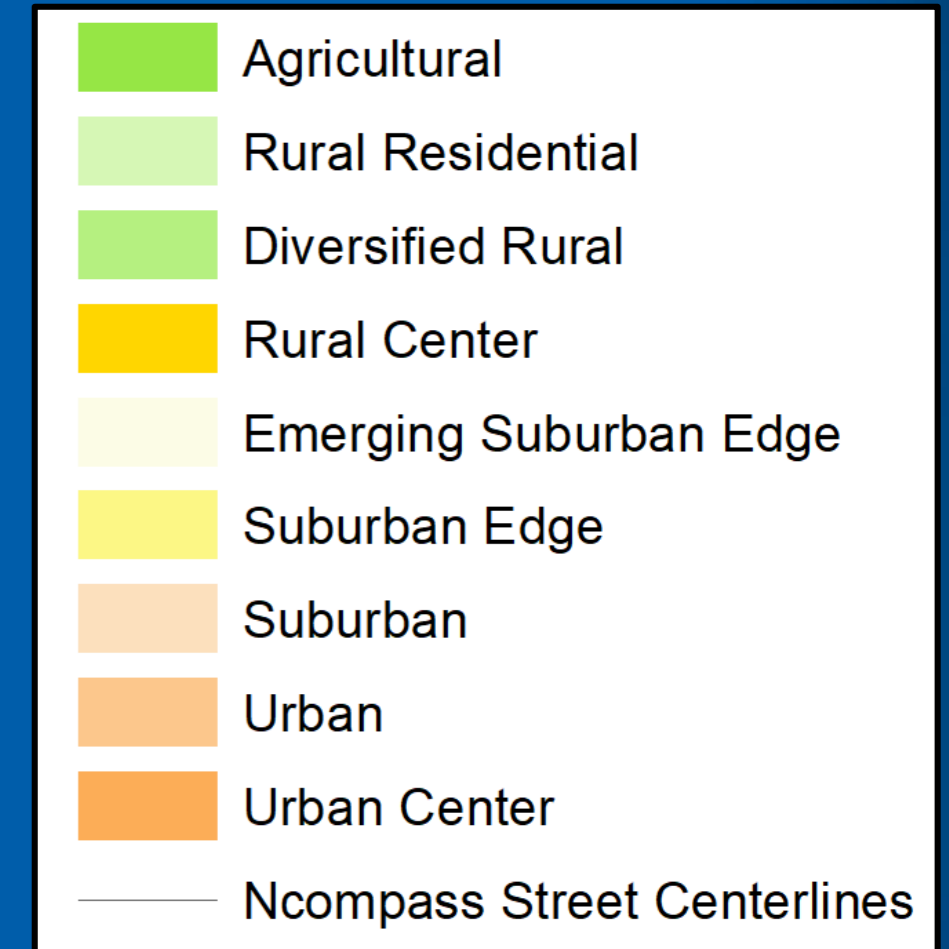 Agricultural
Rural Residential
Diversified Rural
Rural Center
Emerging Suburban Edge
Suburban Edge
Suburban
Urban
Urban Center
Ncompass Street Centerlines